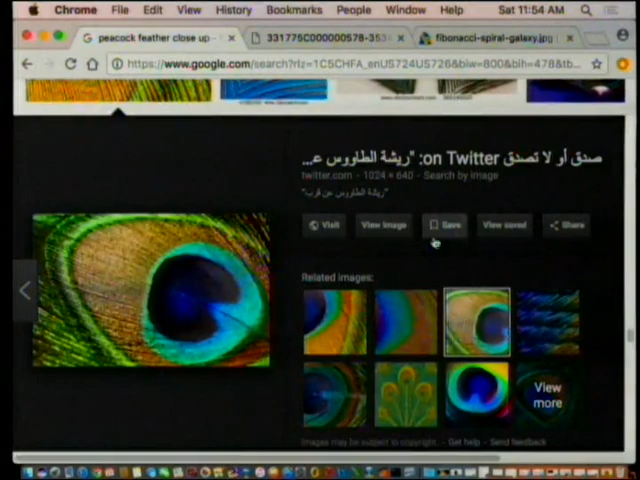 Chrome File Edit View History Bookmarks People Window Help Sat 11:54 AM
peacock feather close up - 331775C000000578-353 fibonacci-spiral-galaxy.jpg
https://www.google.com/search?rlz=1C5CHFA_enUS724US726&biw=800&bih=478&tb...
صدق أو لا تصدق on Twitter: "ريشة الطاووس عـ...
twitter.com - 1024 × 640 - Search by image
"ريشة الطاووس عن قرب"
Visit View image Save View saved Share
Related images:
View
more
Images may be subject to copyright. Get help - Send feedback